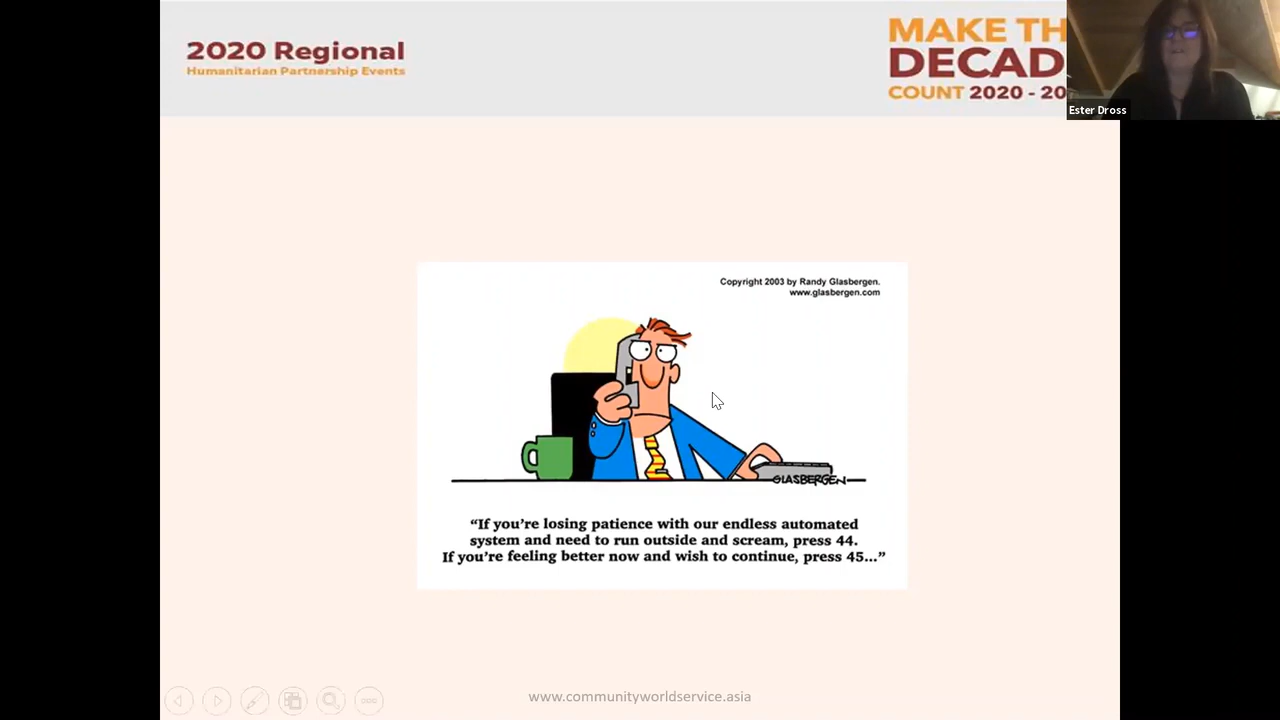 2020 Regional
Humanitarian Partnership Events
MAKE TH
DECAD
COUNT 2020 - 20
Ester Dross
Copyright 2003 by Randy Glasbergen.
www.glasbergen.com
GLASBERGEN
“If you’re losing patience with our endless automated
system and need to run outside and scream, press 44.
If you’re feeling better now and wish to continue, press 45...”
www.communityworldservice.asia